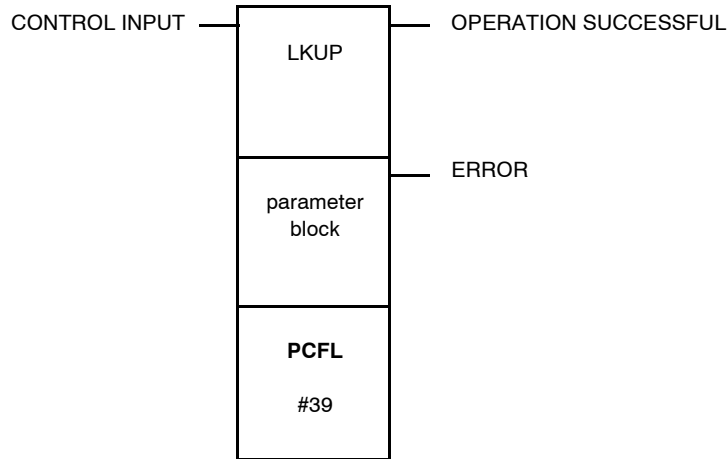 CONTROL INPUT
OPERATION SUCCESSFUL
LKUP
ERROR
parameter
block
PCFL
#39